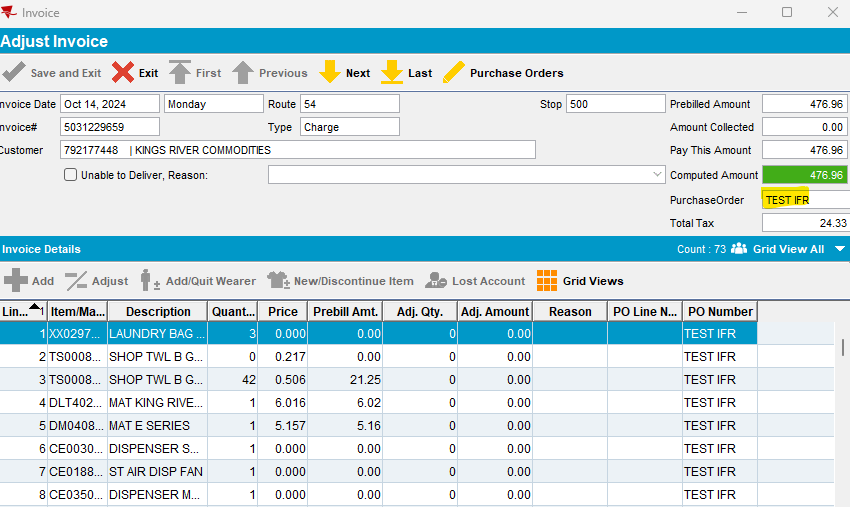 Invoice
Adjust Invoice
Save and Exit Exit First Previous Next Last Purchase Orders
nvoice Date Oct 14, 2024 Monday Route 54 Stop 500 Prebilled Amount 476.96
nvoice# 5031229659 Type Charge Amount Collected 0.00
Customer 792177448 | KINGS RIVER COMMODITIES Pay This Amount 476.96
Unable to Deliver, Reason: Computed Amount 476.96
PurchaseOrder TEST IFR
Total Tax 24.33
Invoice Details Count : 73 Grid View All
Add Adjust Add/Quit Wearer New/Discontinue Item Lost Account Grid Views
Lin... 1 Item/Ma... Description Quant... Price Prebill Amt. Adj. Qty. Adj. Amount Reason PO Line N... PO Number
1 XX0297... LAUNDRY BAG ... 3 0.000 0.00 0 0.00 TEST IFR
2 TS0008... SHOP TWL B G... 0 0.217 0.00 0 0.00 TEST IFR
3 TS0008... SHOP TWL B G... 42 0.506 21.25 0 0.00 TEST IFR
4 DLT402... MAT KING RIVE... 1 6.016 6.02 0 0.00 TEST IFR
5 DM0408... MAT E SERIES 1 5.157 5.16 0 0.00 TEST IFR
6 CE0030... DISPENSER S... 1 0.000 0.00 0 0.00 TEST IFR
7 CE0188... ST AIR DISP FAN 1 0.000 0.00 0 0.00 TEST IFR
8 CE0350... DISPENSER M... 1 0.000 0.00 0 0.00 TEST IFR